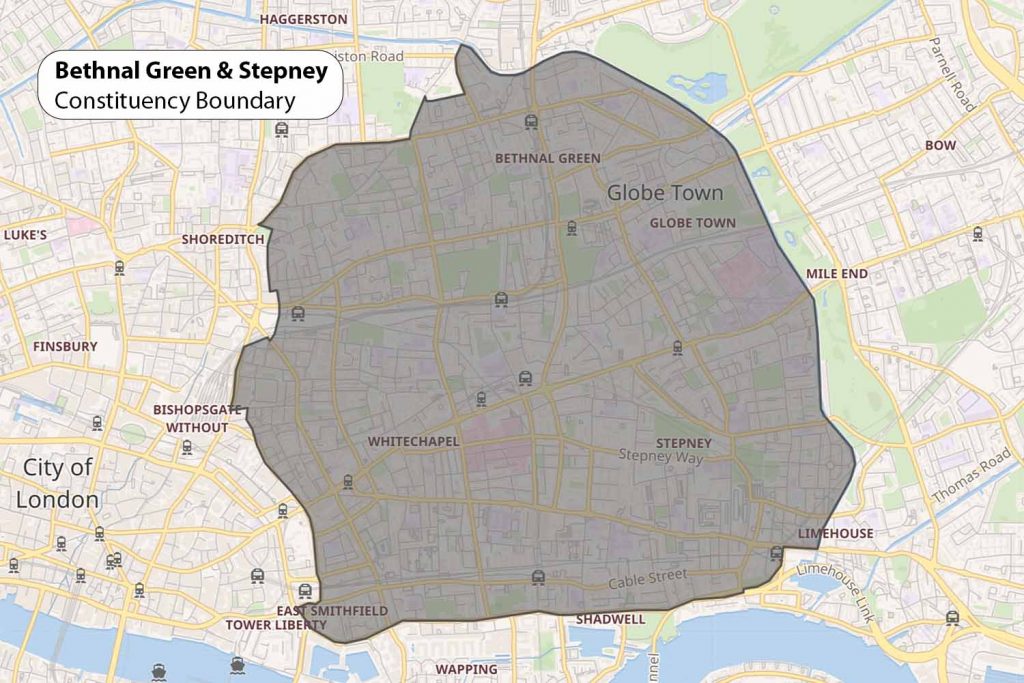 HAGGERSTON
iston Road
Bethnal Green & Stepney
Constituency Boundary
Parnell Road
BOW
BETHNAL GREEN
Globe Town
GLOBE TOWN
LUKE'S
SHOREDITCH
MILE END
FINSBURY
BISHOPSGATE
WITHOUT
WHITECHAPEL
STEPNEY
Stepney Way
City of
London
Thomas Road
LIMEHOUSE
Cable Street
Limehouse Link
EAST SMITHFIELD
TOWER LIBERTY
SHADWELL
WAPPING
nnel